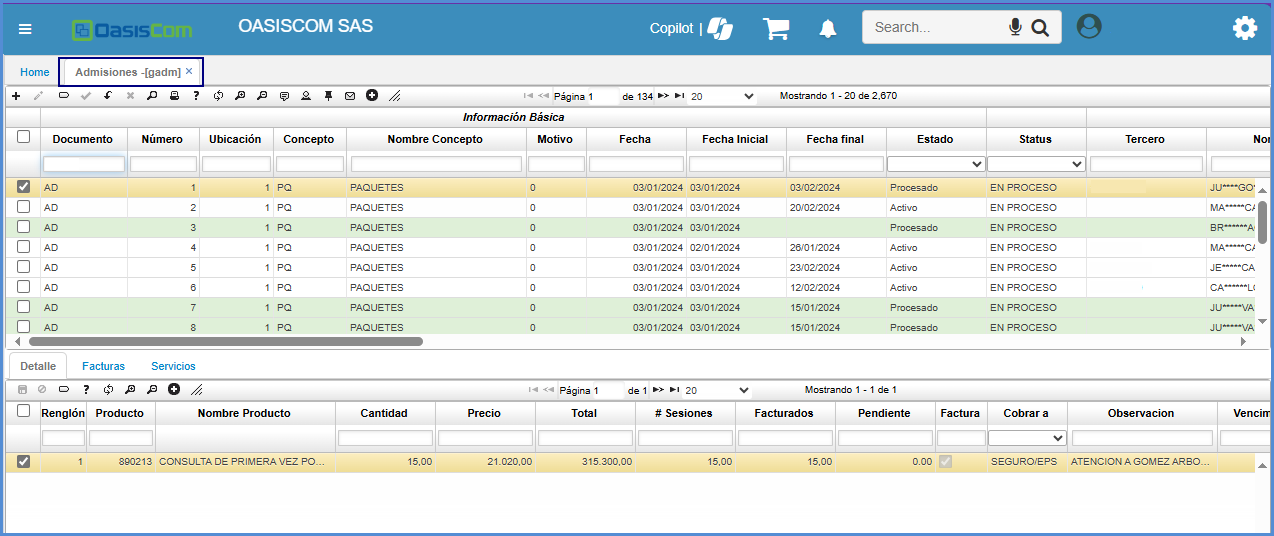 OasisCom OASISCOM SAS Copilot | Search...
Home Admisiones -[gadm] ×
Página 1 de 134 20 Mostrando 1 - 20 de 2,670
Información Básica
Documento Número Ubicación Concepto Nombre Concepto Motivo Fecha Fecha Inicial Fecha final Estado Status Tercero Nor
AD 1 1 PQ PAQUETES 0 03/01/2024 03/01/2024 03/02/2024 Procesado EN PROCESO JU****GO*
AD 2 1 PQ PAQUETES 0 03/01/2024 03/01/2024 20/02/2024 Activo EN PROCESO MA*****CA
AD 3 1 PQ PAQUETES 0 03/01/2024 03/01/2024 Procesado EN PROCESO BR******A
AD 4 1 PQ PAQUETES 0 03/01/2024 02/01/2024 26/01/2024 Activo EN PROCESO MA*****CA
AD 5 1 PQ PAQUETES 0 03/01/2024 03/01/2024 23/02/2024 Activo EN PROCESO JE*****CA
AD 6 1 PQ PAQUETES 0 03/01/2024 03/01/2024 12/02/2024 Activo EN PROCESO CA******LO
AD 7 1 PQ PAQUETES 0 03/01/2024 03/01/2024 15/01/2024 Procesado EN PROCESO JU*****VA
AD 8 1 PQ PAQUETES 0 03/01/2024 03/01/2024 15/01/2024 Procesado EN PROCESO JU*****VA
Detalle Facturas Servicios
Página 1 de 1 20 Mostrando 1 - 1 de 1
Renglón Producto Nombre Producto Cantidad Precio Total # Sesiones Facturados Pendiente Factura Cobrar a Observacion Vencim
1 890213 CONSULTA DE PRIMERA VEZ PO... 15,00 21.020,00 315.300,00 15,00 15,00 0.00 SEGURO/EPS ATENCION A GOMEZ ARBO...